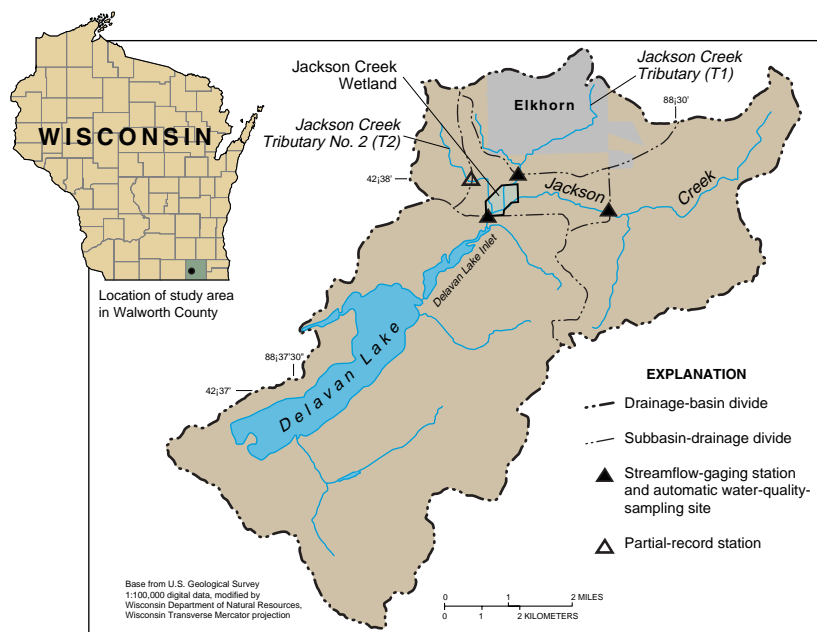 WISCONSIN
Location of study area
in Walworth County
Jackson Creek
Wetland
Jackson Creek
Tributary No. 2 (T2)
Jackson Creek
Tributary (T1)
Elkhorn
88¡30'
42¡38'
Jackson
Creek
Delavan Lake Inlet
Delavan Lake
88¡37'30"
42¡37'
EXPLANATION
Drainage-basin divide
Subbasin-drainage divide
Streamflow-gaging station
and automatic water-quality-
sampling site
Partial-record station
Base from U.S. Geological Survey
1:100,000 digital data, modified by
Wisconsin Department of Natural Resources,
Wisconsin Transverse Mercator projection
0 1 2 MILES
0 1 2 KILOMETERS